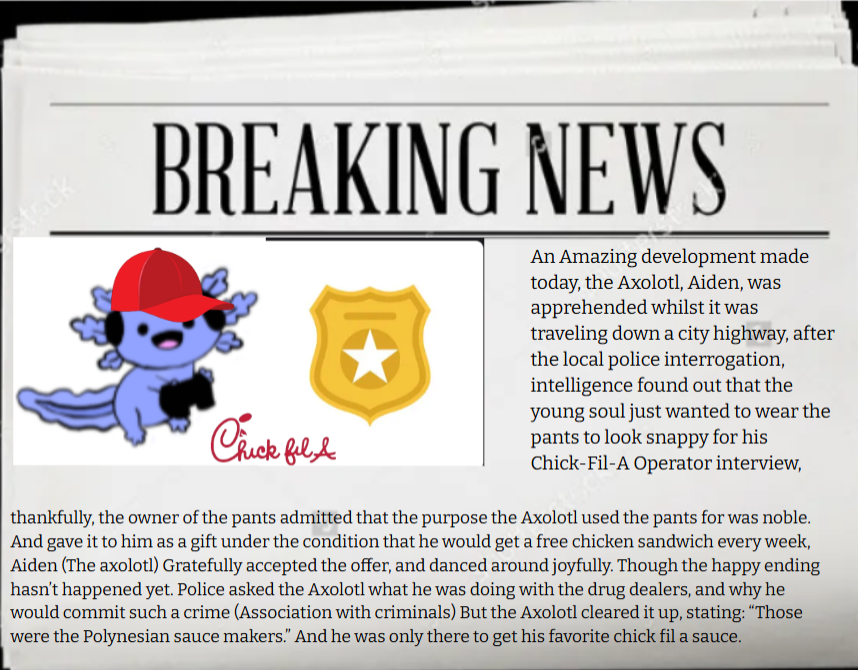 BREAKING NEWS
An Amazing development made
today, the Axolotl, Aiden, was
apprehended whilst it was
traveling down a city highway, after
the local police interrogation,
intelligence found out that the
young soul just wanted to wear the
pants to look snappy for his
Chick-Fil-A Operator interview,
Chick fil A
thankfully, the owner of the pants admitted that the purpose the Axolotl used the pants for was noble.
And gave it to him as a gift under the condition that he would get a free chicken sandwich every week,
Aiden (The axolotl) Gratefully accepted the offer, and danced around joyfully. Though the happy ending
hasn't happened yet. Police asked the Axolotl what he was doing with the drug dealers, and why he
would commit such a crime (Association with criminals) But the Axolotl cleared it up, stating: “Those
were the Polynesian sauce makers.” And he was only there to get his favorite chick fil a sauce.